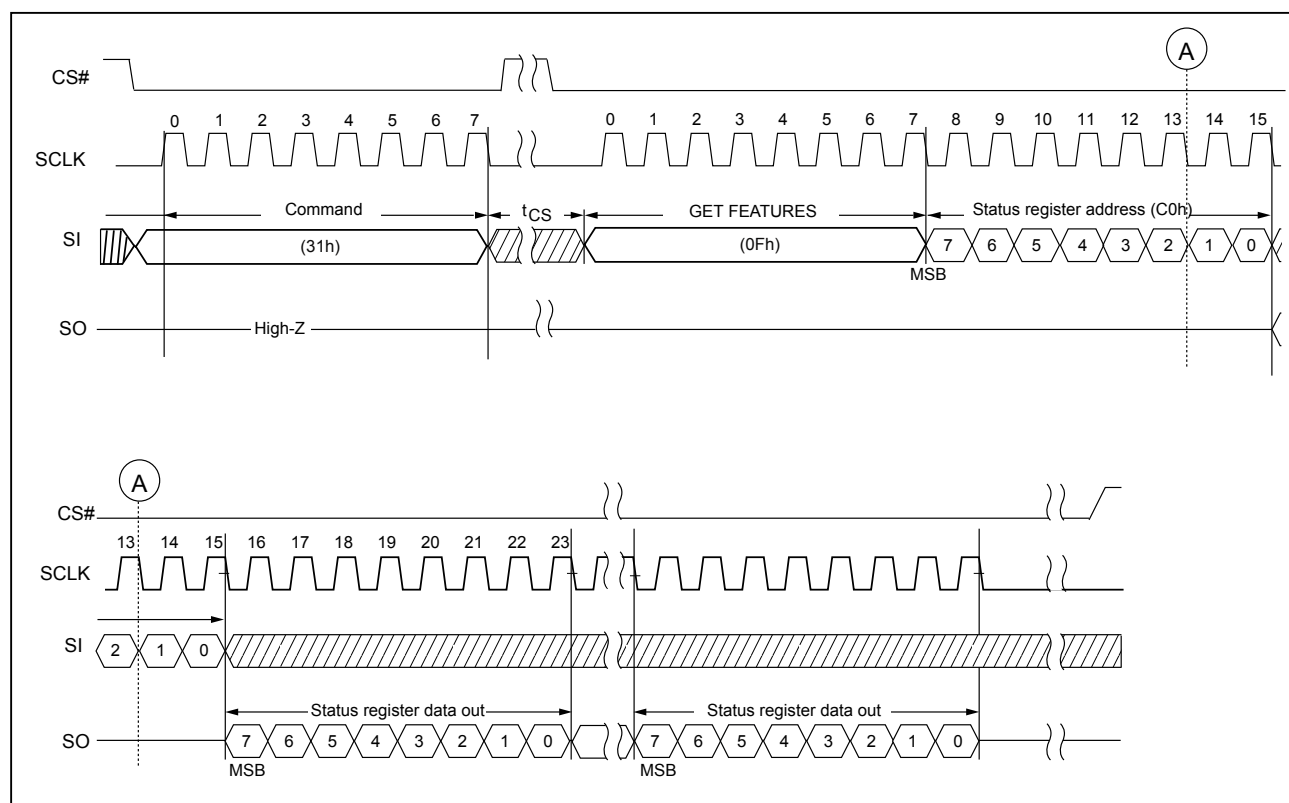 A
CS#
0 1 2 3 4 5 6 7 0 1 2 3 4 5 6 7 8 9 10 11 12 13 14 15
SCLK
Command tCS GET FEATURES Status register address (C0h)
SI (31h) (0Fh) 7 6 5 4 3 2 1 0
MSB
SO High-Z
A
CS#
13 14 15 16 17 18 19 20 21 22 23
SCLK
SI 2 1 0
Status register data out Status register data out
SO 7 6 5 4 3 2 1 0 7 6 5 4 3 2 1 0
MSB MSB